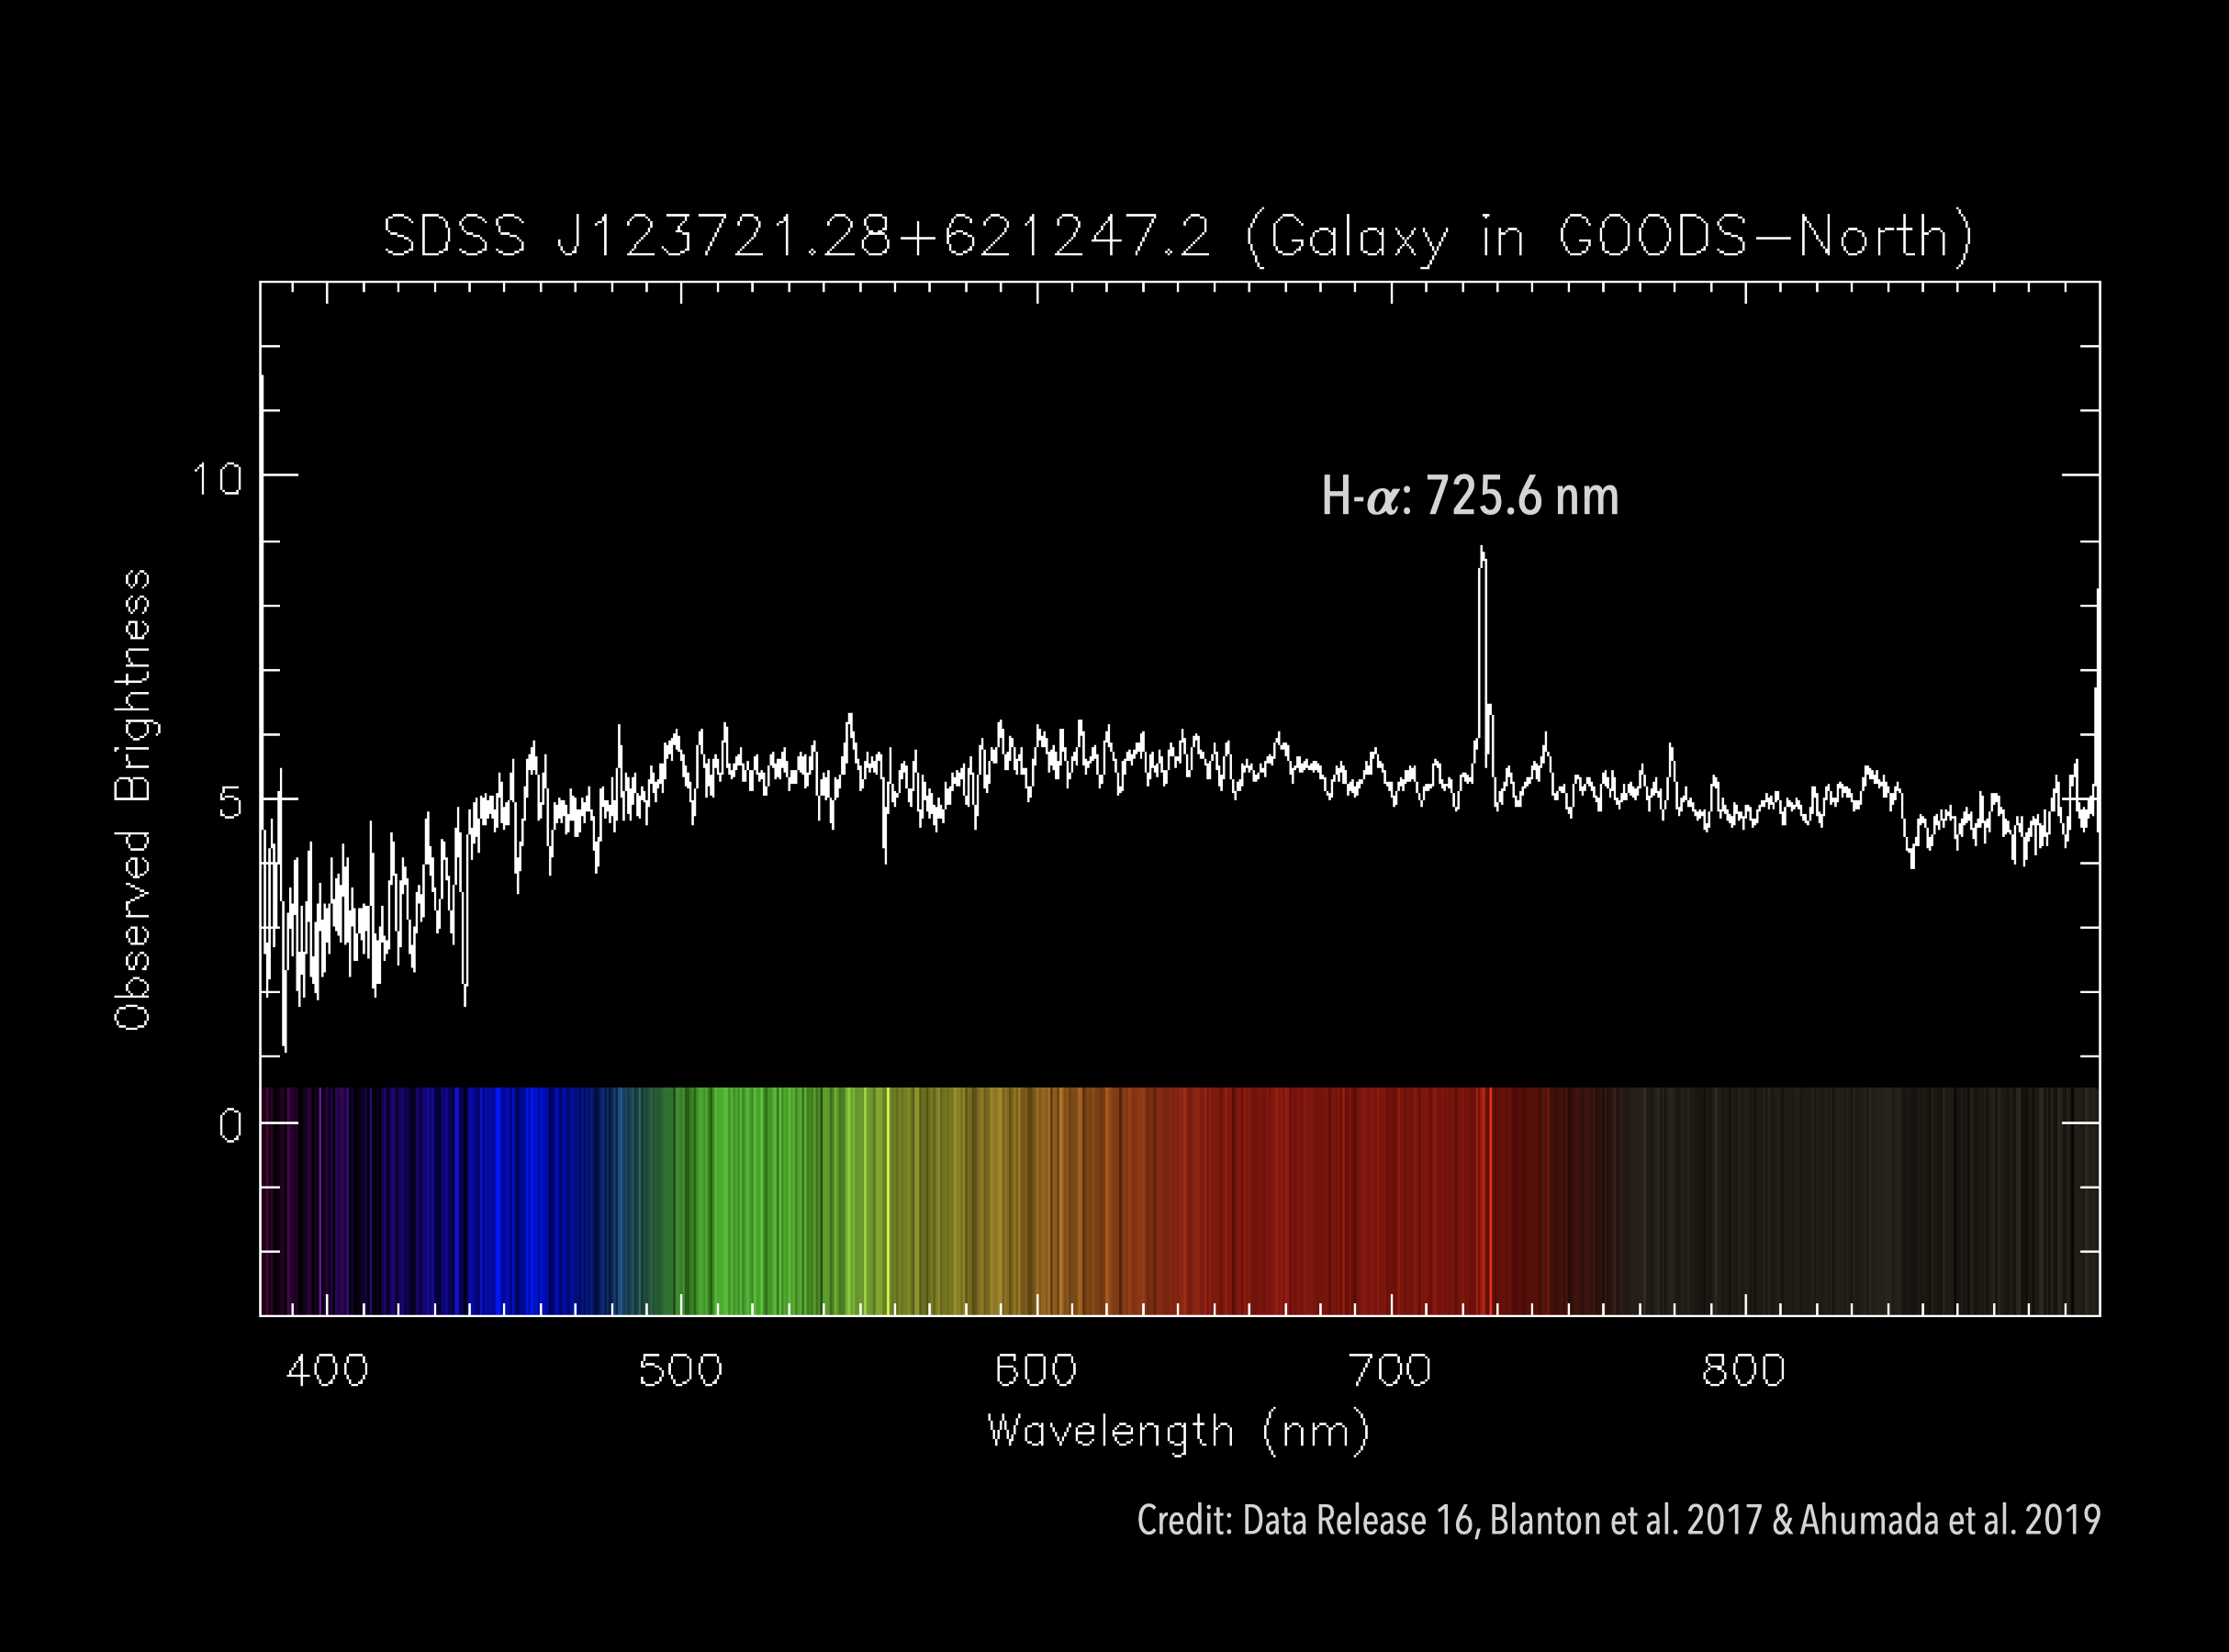 SDSS J123721.28+621247.2 (Galaxy in GOODS-North)
10
H-α: 725.6 nm
Observed Brightness
5
0
400 500 600 700 800
Wavelength (nm)
Credit: Data Release 16, Blanton et al. 2017 & Ahumada et al. 2019